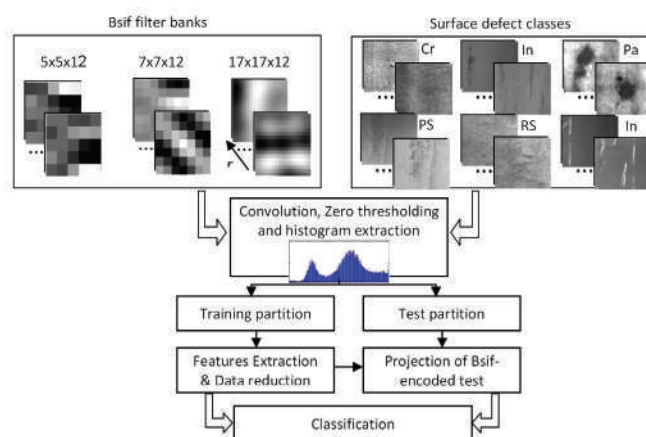 Bsif filter banks
Surface defect classes
5x5x12
7x7x12
17x17x12
r
Cr
In
Pa
PS
RS
In
Convolution, Zero thresholding
and histogram extraction
Training partition
Test partition
Features Extraction
& Data reduction
Projection of Bsif-
encoded test
Classification